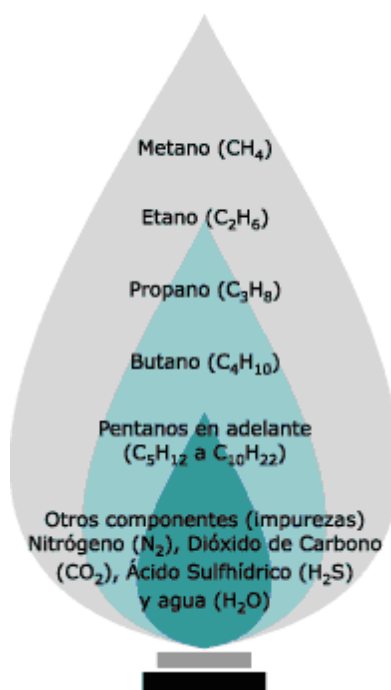 Metano (CH₄)
Etano (C₂H₆)
Propano (C₃H₈)
Butano (C₄H₁₀)
Pentanos en adelante
(C₅H₁₂ a C₁₀H₂₂)
Otros componentes (impurezas)
Nitrógeno (N₂), Dióxido de Carbono
(CO₂), Ácido Sulfhídrico (H₂S)
y agua (H₂O)